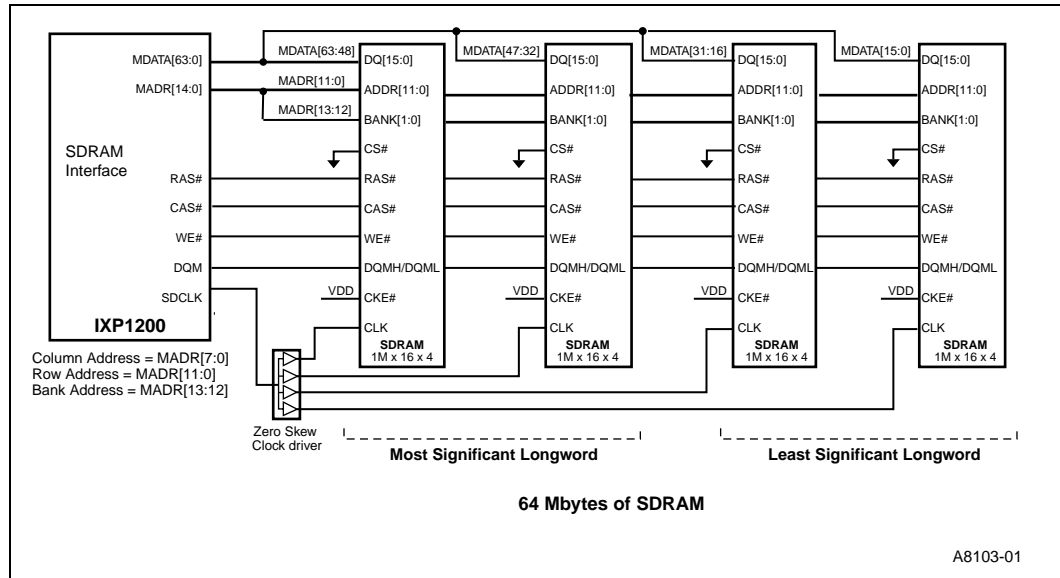 MDATA[63:0]
MADR[14:0]
SDRAM
Interface
RAS#
CAS#
WE#
DQM
SDCLK
IXP1200
Column Address = MADR[7:0]
Row Address = MADR[11:0]
Bank Address = MADR[13:12]
MDATA[63:48]
MADR[11:0]
MADR[13:12]
DQ[15:0]
ADDR[11:0]
BANK[1:0]
CS#
RAS#
CAS#
WE#
DQMH/DQML
VDD
CKE#
CLK
SDRAM
1M x 16 x 4
MDATA[47:32]
DQ[15:0]
ADDR[11:0]
BANK[1:0]
CS#
RAS#
CAS#
WE#
DQMH/DQML
VDD
CKE#
CLK
SDRAM
1M x 16 x 4
MDATA[31:16]
DQ[15:0]
ADDR[11:0]
BANK[1:0]
CS#
RAS#
CAS#
WE#
DQMH/DQML
VDD
CKE#
CLK
SDRAM
1M x 16 x 4
MDATA[15:0]
DQ[15:0]
ADDR[11:0]
BANK[1:0]
CS#
RAS#
CAS#
WE#
DQMH/DQML
VDD
CKE#
CLK
SDRAM
1M x 16 x 4
Zero Skew
Clock driver
Most Significant Longword
Least Significant Longword
64 Mbytes of SDRAM
A8103-01